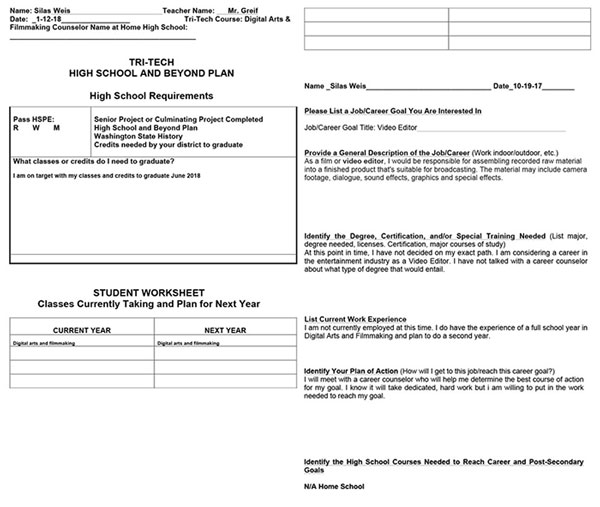 Name: Silas Weis Teacher Name: Mr. Greif
Date: _1-12-18 Tri-Tech Course: Digital Arts &
Filmmaking Counselor Name at Home High School:
TRI-TECH
HIGH SCHOOL AND BEYOND PLAN
High School Requirements
Pass HSPE:
R W M
Senior Project or Culminating Project Completed
High School and Beyond Plan
Washington State History
Credits needed by your district to graduate
What classes or credits do I need to graduate?
I am on target with my classes and credits to graduate June 2018
STUDENT WORKSHEET
Classes Currently Taking and Plan for Next Year
CURRENT YEAR NEXT YEAR
Digital arts and filmmaking Digital arts and filmmaking
Name _Silas Weis Date_10-19-17
Please List a Job/Career Goal You Are Interested In
Job/Career Goal Title: Video Editor
Provide a General Description of the Job/Career (Work indoor/outdoor, etc.)
As a film or video editor, I would be responsible for assembling recorded raw material
into a finished product that's suitable for broadcasting. The material may include camera
footage, dialogue, sound effects, graphics and special effects.
Identify the Degree, Certification, and/or Special Training Needed (List major,
degree needed, licenses. Certification, major courses of study)
At this point in time, I have not decided on my exact path. I am considering a career in
the entertainment industry as a Video Editor. I have not talked with a career counselor
about what type of degree that would entail.
List Current Work Experience
I am not currently employed at this time. I do have the experience of a full school year in
Digital Arts and Filmmaking and plan to do a second year.
Identify Your Plan of Action (How will I get to this job/reach this career goal?)
I will meet with a career counselor who will help me determine the best course of action
for my goal. I know it will take dedicated, hard work but i am willing to put in the work
needed to reach my goal.
Identify the High School Courses Needed to Reach Career and Post-Secondary
Goals
N/A Home School